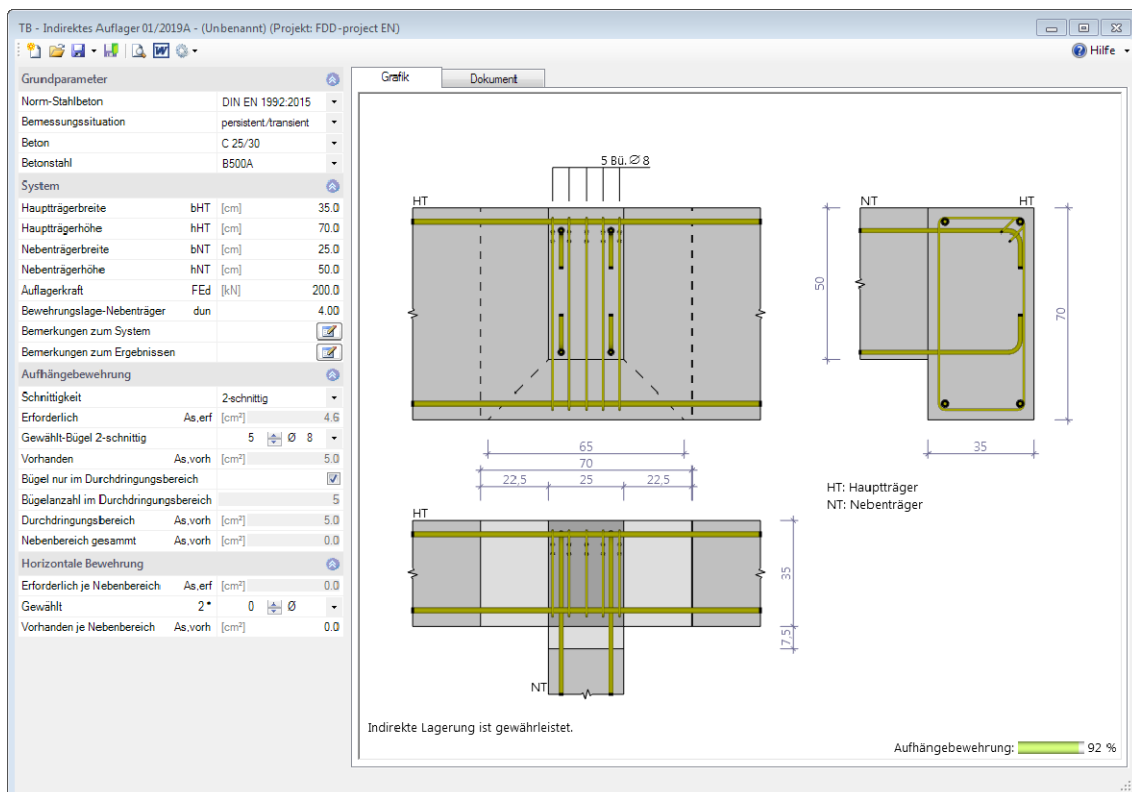 TB - Indirektes Auflager 01/2019A - (Unbenannt) (Projekt: FDD-project EN)
Hilfe
Grundparameter
Norm-Stahlbeton DIN EN 1992:2015
Bemessungssituation persistent/transient
Beton C 25/30
Betonstahl B500A
System
Hauptträgerbreite bHT [cm] 35.0
Hauptträgerhöhe hHT [cm] 70.0
Nebenträgerbreite bNT [cm] 25.0
Nebenträgerhöhe hNT [cm] 50.0
Auflagerkraft FEd [kN] 200.0
Bewehrungslage-Nebenträger dun 4.00
Bemerkungen zum System
Bemerkungen zum Ergebnissen
Aufhängebewehrung
Schnittigkeit 2-schnittig
Erforderlich As,erf [cm²] 4.6
Gewählt-Bügel 2-schnittig 5 Ø 8
Vorhanden As,vorh [cm²] 5.0
Bügel nur im Durchdringungsbereich
Bügelanzahl im Durchdringungsbereich 5
Durchdringungsbereich As,vorh [cm²] 5.0
Nebenbereich gesammt As,vorh [cm²] 0.0
Horizontale Bewehrung
Erforderlich je Nebenbereich As,erf [cm²] 0.0
Gewählt 2 * 0 Ø
Vorhanden je Nebenbereich As,vorh [cm²] 0.0
Grafik Dokument
5 Bü. Ø 8
HT
NT HT
50
70
65
70
22,5 25 22,5
35
HT: Hauptträger
NT: Nebenträger
HT
35
7,5
NT
Indirekte Lagerung ist gewährleistet.
Aufhängebewehrung: 92 %